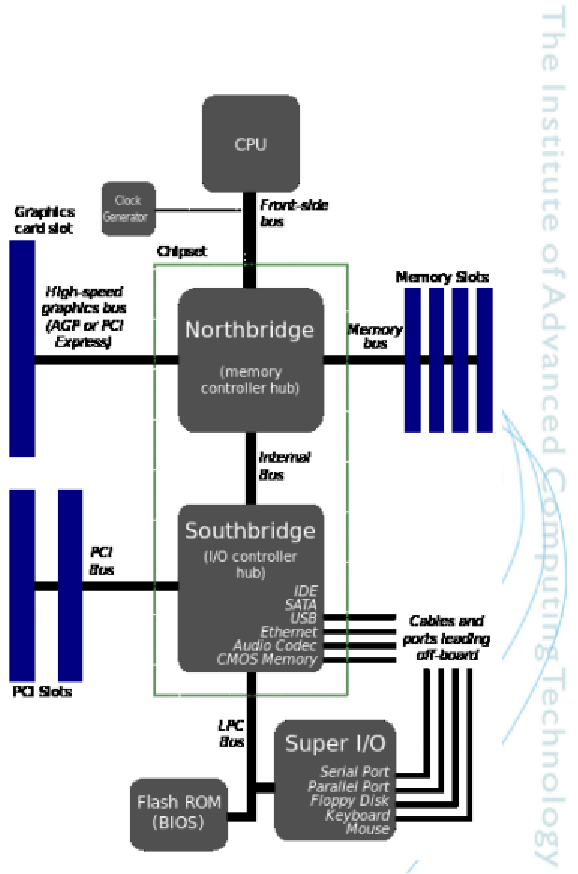 The Institute of Advanced Computing Technology
CPU
Clock
Generator
Front-side
bus
Graphics
card slot
Chipset
High-speed
graphics bus
(AGP or PCI
Express)
Northbridge
(memory
controller hub)
Memory
bus
Memory Slots
Internal
Bus
Southbridge
(I/O controller
hub)
IDE
SATA
USB
Ethernet
Audio Codec
CMOS Memory
PCI
Bus
PCI Slots
Cables and
ports leading
off-board
LPC
Bus
Super I/O
Serial Port
Parallel Port
Floppy Disk
Keyboard
Mouse
Flash ROM
(BIOS)